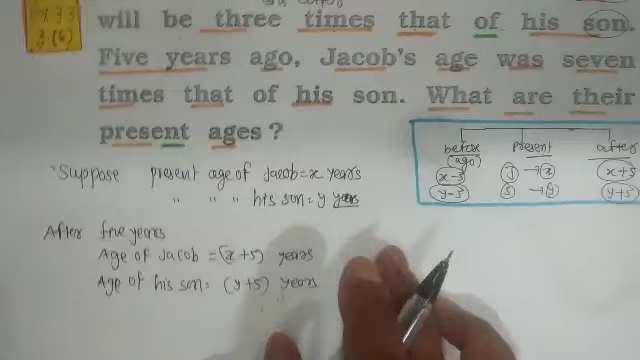 3 (6)
will be three times that of his son.
Five years ago, Jacob's age was seven
times that of his son. What are their
present ages?
before present after
(ago)
x-5 J → x x+5
y-5 S → y y+5
Suppose present age of Jacob = x years
" " " his son = y years
After five years
Age of Jacob = (x+5) years
Age of his son = (y+5) years